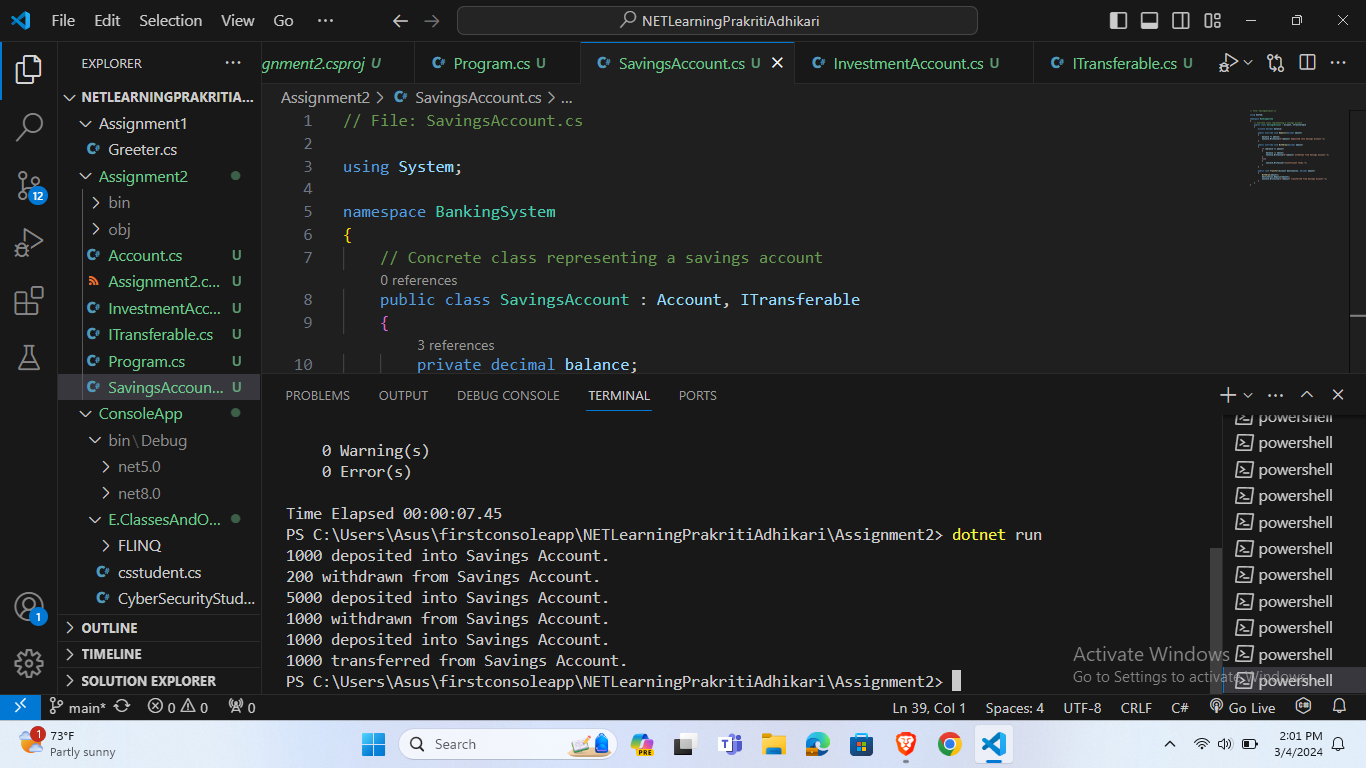 File Edit Selection View Go ··· NETLearningPrakritiAdhikari
EXPLORER ···
NETLEARNINGPRAKRITIA...
Assignment1
Greeter.cs
Assignment2
bin
obj
Account.cs U
Assignment2.c... U
InvestmentAcc... U
ITransferable.cs U
Program.cs U
SavingsAccoun... U
ConsoleApp
bin\Debug
net5.0
net8.0
E.ClassesAndO...
FLINQ
csstudent.cs
CyberSecurityStud...
OUTLINE
TIMELINE
SOLUTION EXPLORER
12
1
gnment2.csproj U Program.cs U SavingsAccount.cs U InvestmentAccount.cs U ITransferable.cs U
Assignment2 > SavingsAccount.cs > ...
1 // File: SavingsAccount.cs
2
3 using System;
4
5 namespace BankingSystem
6 {
7 // Concrete class representing a savings account
0 references
8 public class SavingsAccount : Account, ITransferable
9 {
3 references
10 private decimal balance;
PROBLEMS OUTPUT DEBUG CONSOLE TERMINAL PORTS
0 Warning(s)
0 Error(s)
Time Elapsed 00:00:07.45
PS C:\Users\Asus\firstconsoleapp\NETLearningPrakritiAdhikari\Assignment2> dotnet run
1000 deposited into Savings Account.
200 withdrawn from Savings Account.
5000 deposited into Savings Account.
1000 withdrawn from Savings Account.
1000 deposited into Savings Account.
1000 transferred from Savings Account.
PS C:\Users\Asus\firstconsoleapp\NETLearningPrakritiAdhikari\Assignment2>
powershell
powershell
powershell
powershell
powershell
powershell
powershell
powershell
powershell
powershell
powershell
Activate Windows
Go to Settings to activate Windows.
main* 0 0 0 Ln 39, Col 1 Spaces: 4 UTF-8 CRLF C# Go Live
1
73°F
Partly sunny
Search
PRE
2:01 PM
3/4/2024